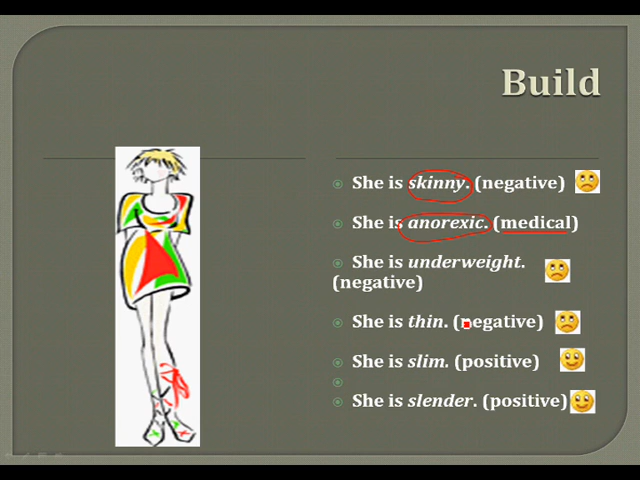 Build
She is skinny. (negative)
She is anorexic. (medical)
She is underweight.
(negative)
She is thin. (negative)
She is slim. (positive)
She is slender. (positive)